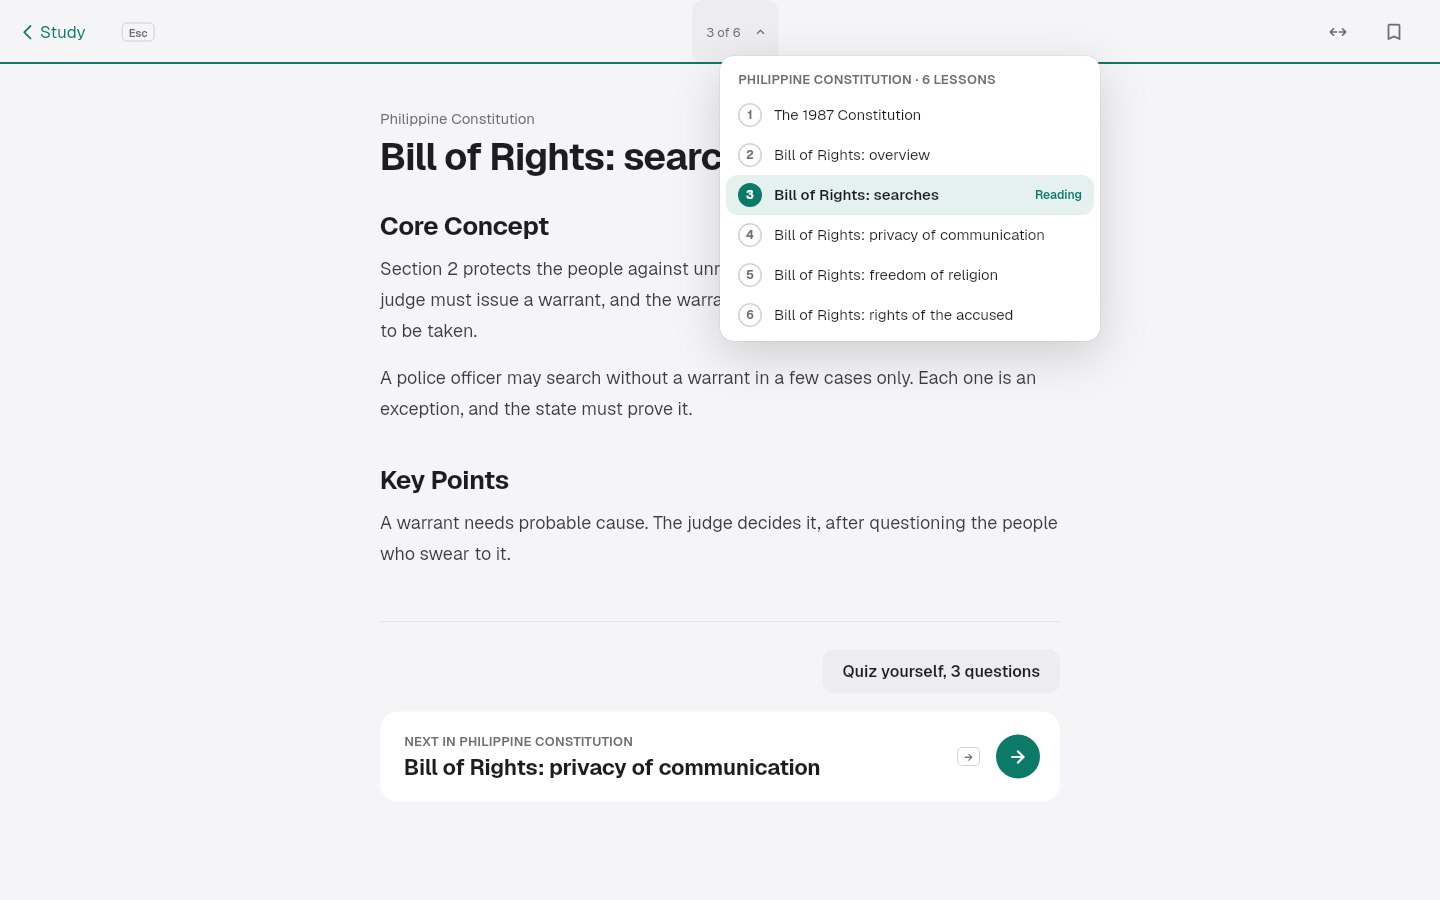 Study
Esc
3 of 6
PHILIPPINE CONSTITUTION · 6 LESSONS
1 The 1987 Constitution
2 Bill of Rights: overview
3 Bill of Rights: searches Reading
4 Bill of Rights: privacy of communication
5 Bill of Rights: freedom of religion
6 Bill of Rights: rights of the accused
Philippine Constitution
Bill of Rights:
Core Concept
Section 2 protects the people against
judge must issue a warrant, and the
to be taken.
A police officer may search without a warrant in a few cases only. Each one is an
exception, and the state must prove it.
Key Points
A warrant needs probable cause. The judge decides it, after questioning the people
who swear to it.
Quiz yourself, 3 questions
NEXT IN PHILIPPINE CONSTITUTION
Bill of Rights: privacy of communication